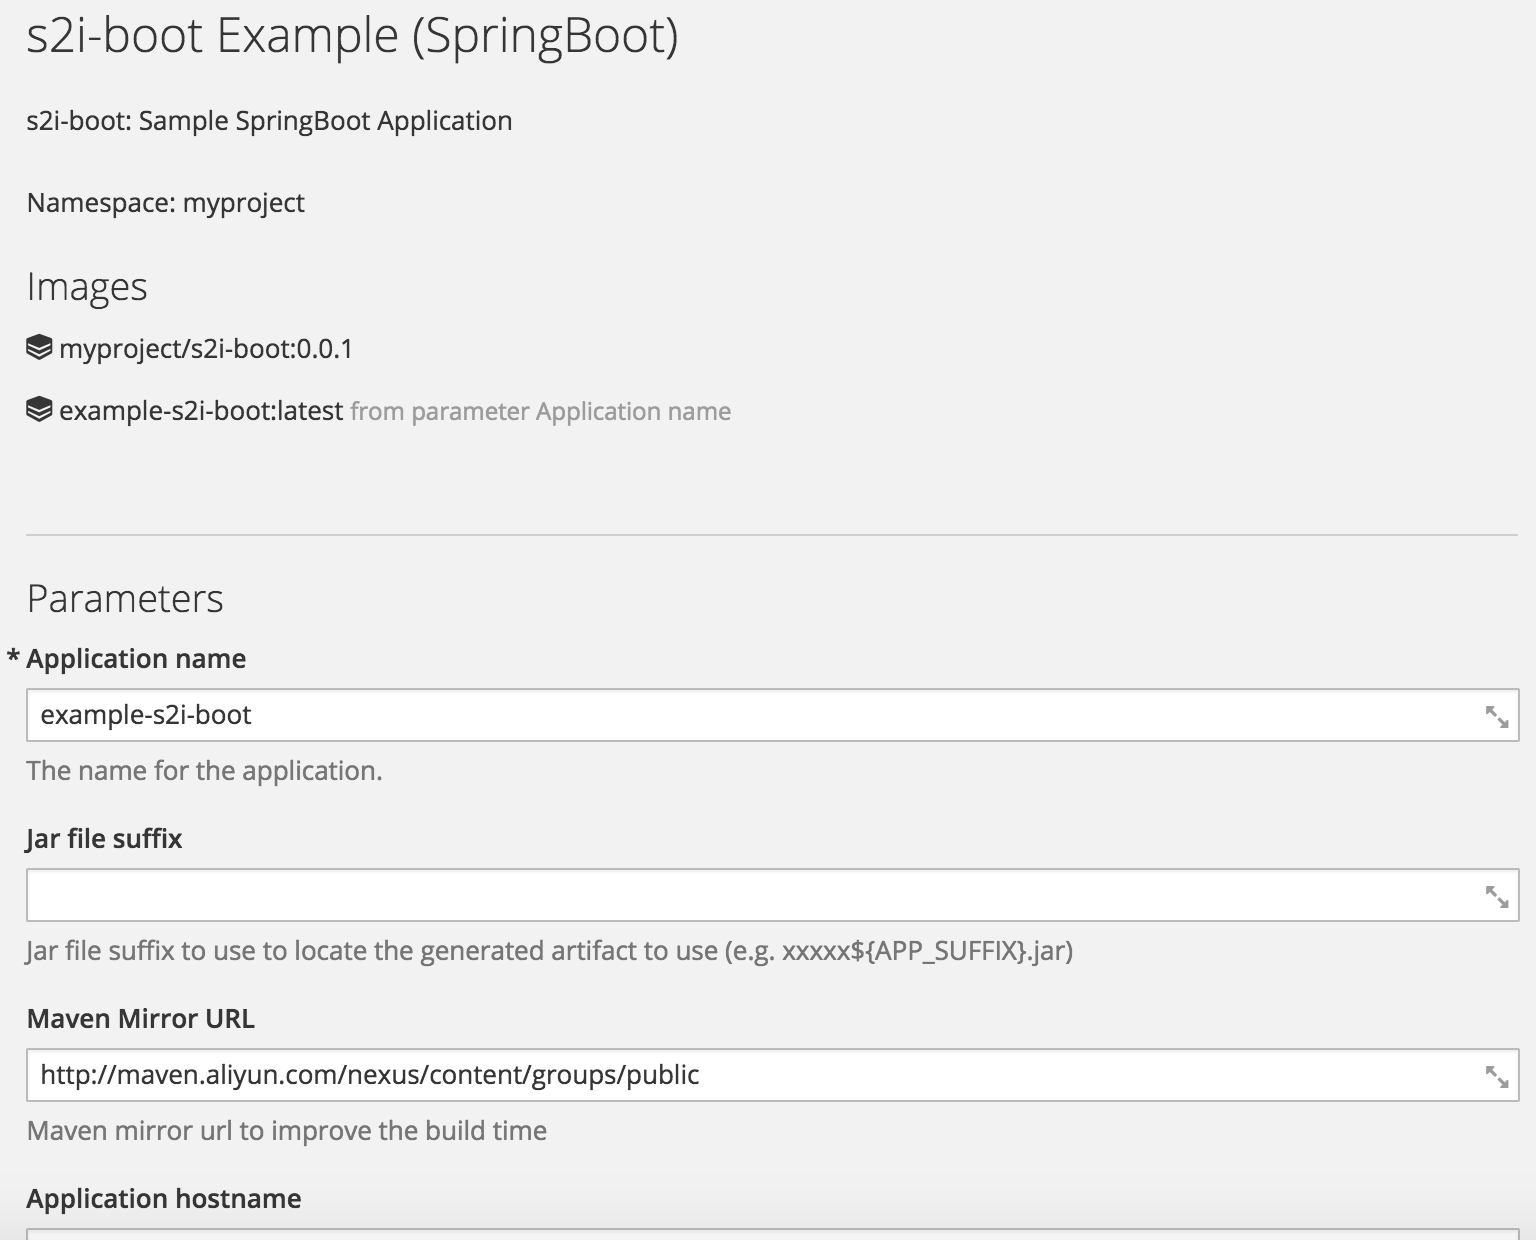 s2i-boot Example (SpringBoot)
s2i-boot: Sample SpringBoot Application
Namespace: myproject
Images
myproject/s2i-boot:0.0.1
example-s2i-boot:latest from parameter Application name
Parameters
* Application name
example-s2i-boot
The name for the application.
Jar file suffix
Jar file suffix to use to locate the generated artifact to use (e.g. xxxxx${APP_SUFFIX}.jar)
Maven Mirror URL
http://maven.aliyun.com/nexus/content/groups/public
Maven mirror url to improve the build time
Application hostname